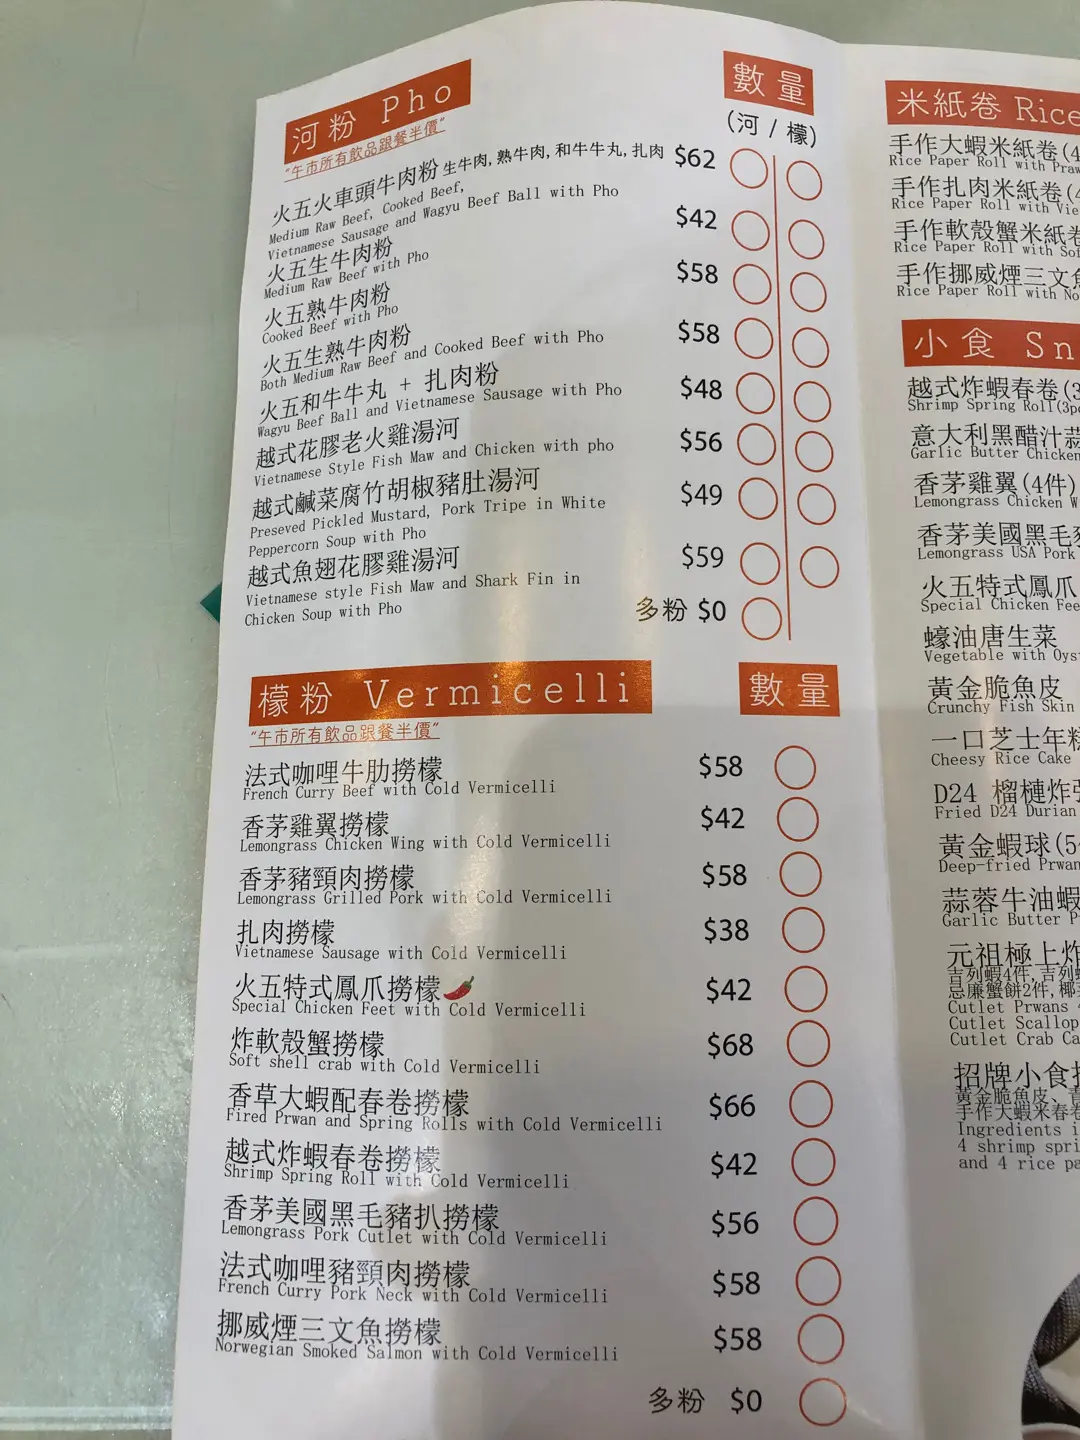 河粉 Pho
數量
"午市所有飲品跟餐半價"
(河 / 檬)
火五火車頭牛肉粉 生牛肉,熟牛肉,和牛牛丸,扎肉 $62
Medium Raw Beef, Cooked Beef,
Vietnamese Sausage and Wagyu Beef Ball with Pho
火五生牛肉粉 $42
Medium Raw Beef with Pho
火五熟牛肉粉 $58
Cooked Beef with Pho
火五生熟牛肉粉 $58
Both Medium Raw Beef and Cooked Beef with Pho
火五和牛牛丸 + 扎肉粉 $48
Wagyu Beef Ball and Vietnamese Sausage with Pho
越式花膠老火雞湯河 $56
Vietnamese Style Fish Maw and Chicken with pho
越式鹹菜腐竹胡椒豬肚湯河 $49
Preseved Pickled Mustard, Pork Tripe in White
Peppercorn Soup with Pho
越式魚翅花膠雞湯河 $59
Vietnamese style Fish Maw and Shark Fin in
Chicken Soup with Pho
多粉 $0
檬粉 Vermicelli
數量
"午市所有飲品跟餐半價"
法式咖哩牛肋撈檬 $58
French Curry Beef with Cold Vermicelli
香茅雞翼撈檬 $42
Lemongrass Chicken Wing with Cold Vermicelli
香茅豬頸肉撈檬 $58
Lemongrass Grilled Pork with Cold Vermicelli
扎肉撈檬 $38
Vietnamese Sausage with Cold Vermicelli
火五特式鳳爪撈檬 $42
Special Chicken Feet with Cold Vermicelli
炸軟殼蟹撈檬 $68
Soft shell crab with Cold Vermicelli
香草大蝦配春卷撈檬 $66
Fired Prwan and Spring Rolls with Cold Vermicelli
越式炸蝦春卷撈檬 $42
Shrimp Spring Roll with Cold Vermicelli
香茅美國黑毛豬扒撈檬 $56
Lemongrass Pork Cutlet with Cold Vermicelli
法式咖哩豬頸肉撈檬 $58
French Curry Pork Neck with Cold Vermicelli
挪威煙三文魚撈檬 $58
Norwegian Smoked Salmon with Cold Vermicelli
多粉 $0
米紙卷 Rice
手作大蝦米紙卷(4
Rice Paper Roll with Praw
手作扎肉米紙卷(4
Rice Paper Roll with Vie
手作軟殼蟹米紙卷
Rice Paper Roll with Sof
手作挪威煙三文魚
Rice Paper Roll with No
小食 Sn
越式炸蝦春卷(3
Shrimp Spring Roll(3pc
意大利黑醋汁蒜
Garlic Butter Chicken
香茅雞翼(4件)
Lemongrass Chicken W
香茅美國黑毛豬
Lemongrass USA Pork
火五特式鳳爪
Special Chicken Fee
蠔油唐生菜
Vegetable with Oyst
黃金脆魚皮
Crunchy Fish Skin
一口芝士年糕
Cheesy Rice Cake
D24 榴槤炸
Fried D24 Durian
黃金蝦球(5
Deep-fried Prwan
蒜蓉牛油蝦
Garlic Butter P
元祖極上炸
吉列蝦4件,吉列
忌廉蟹餅2件,椰
Cutlet Prwans
Cutlet Scallop
Cutlet Crab Ca
招牌小食
黃金脆魚皮、
手作大蝦米春卷
Ingredients i
4 shrimp spri
and 4 rice pa